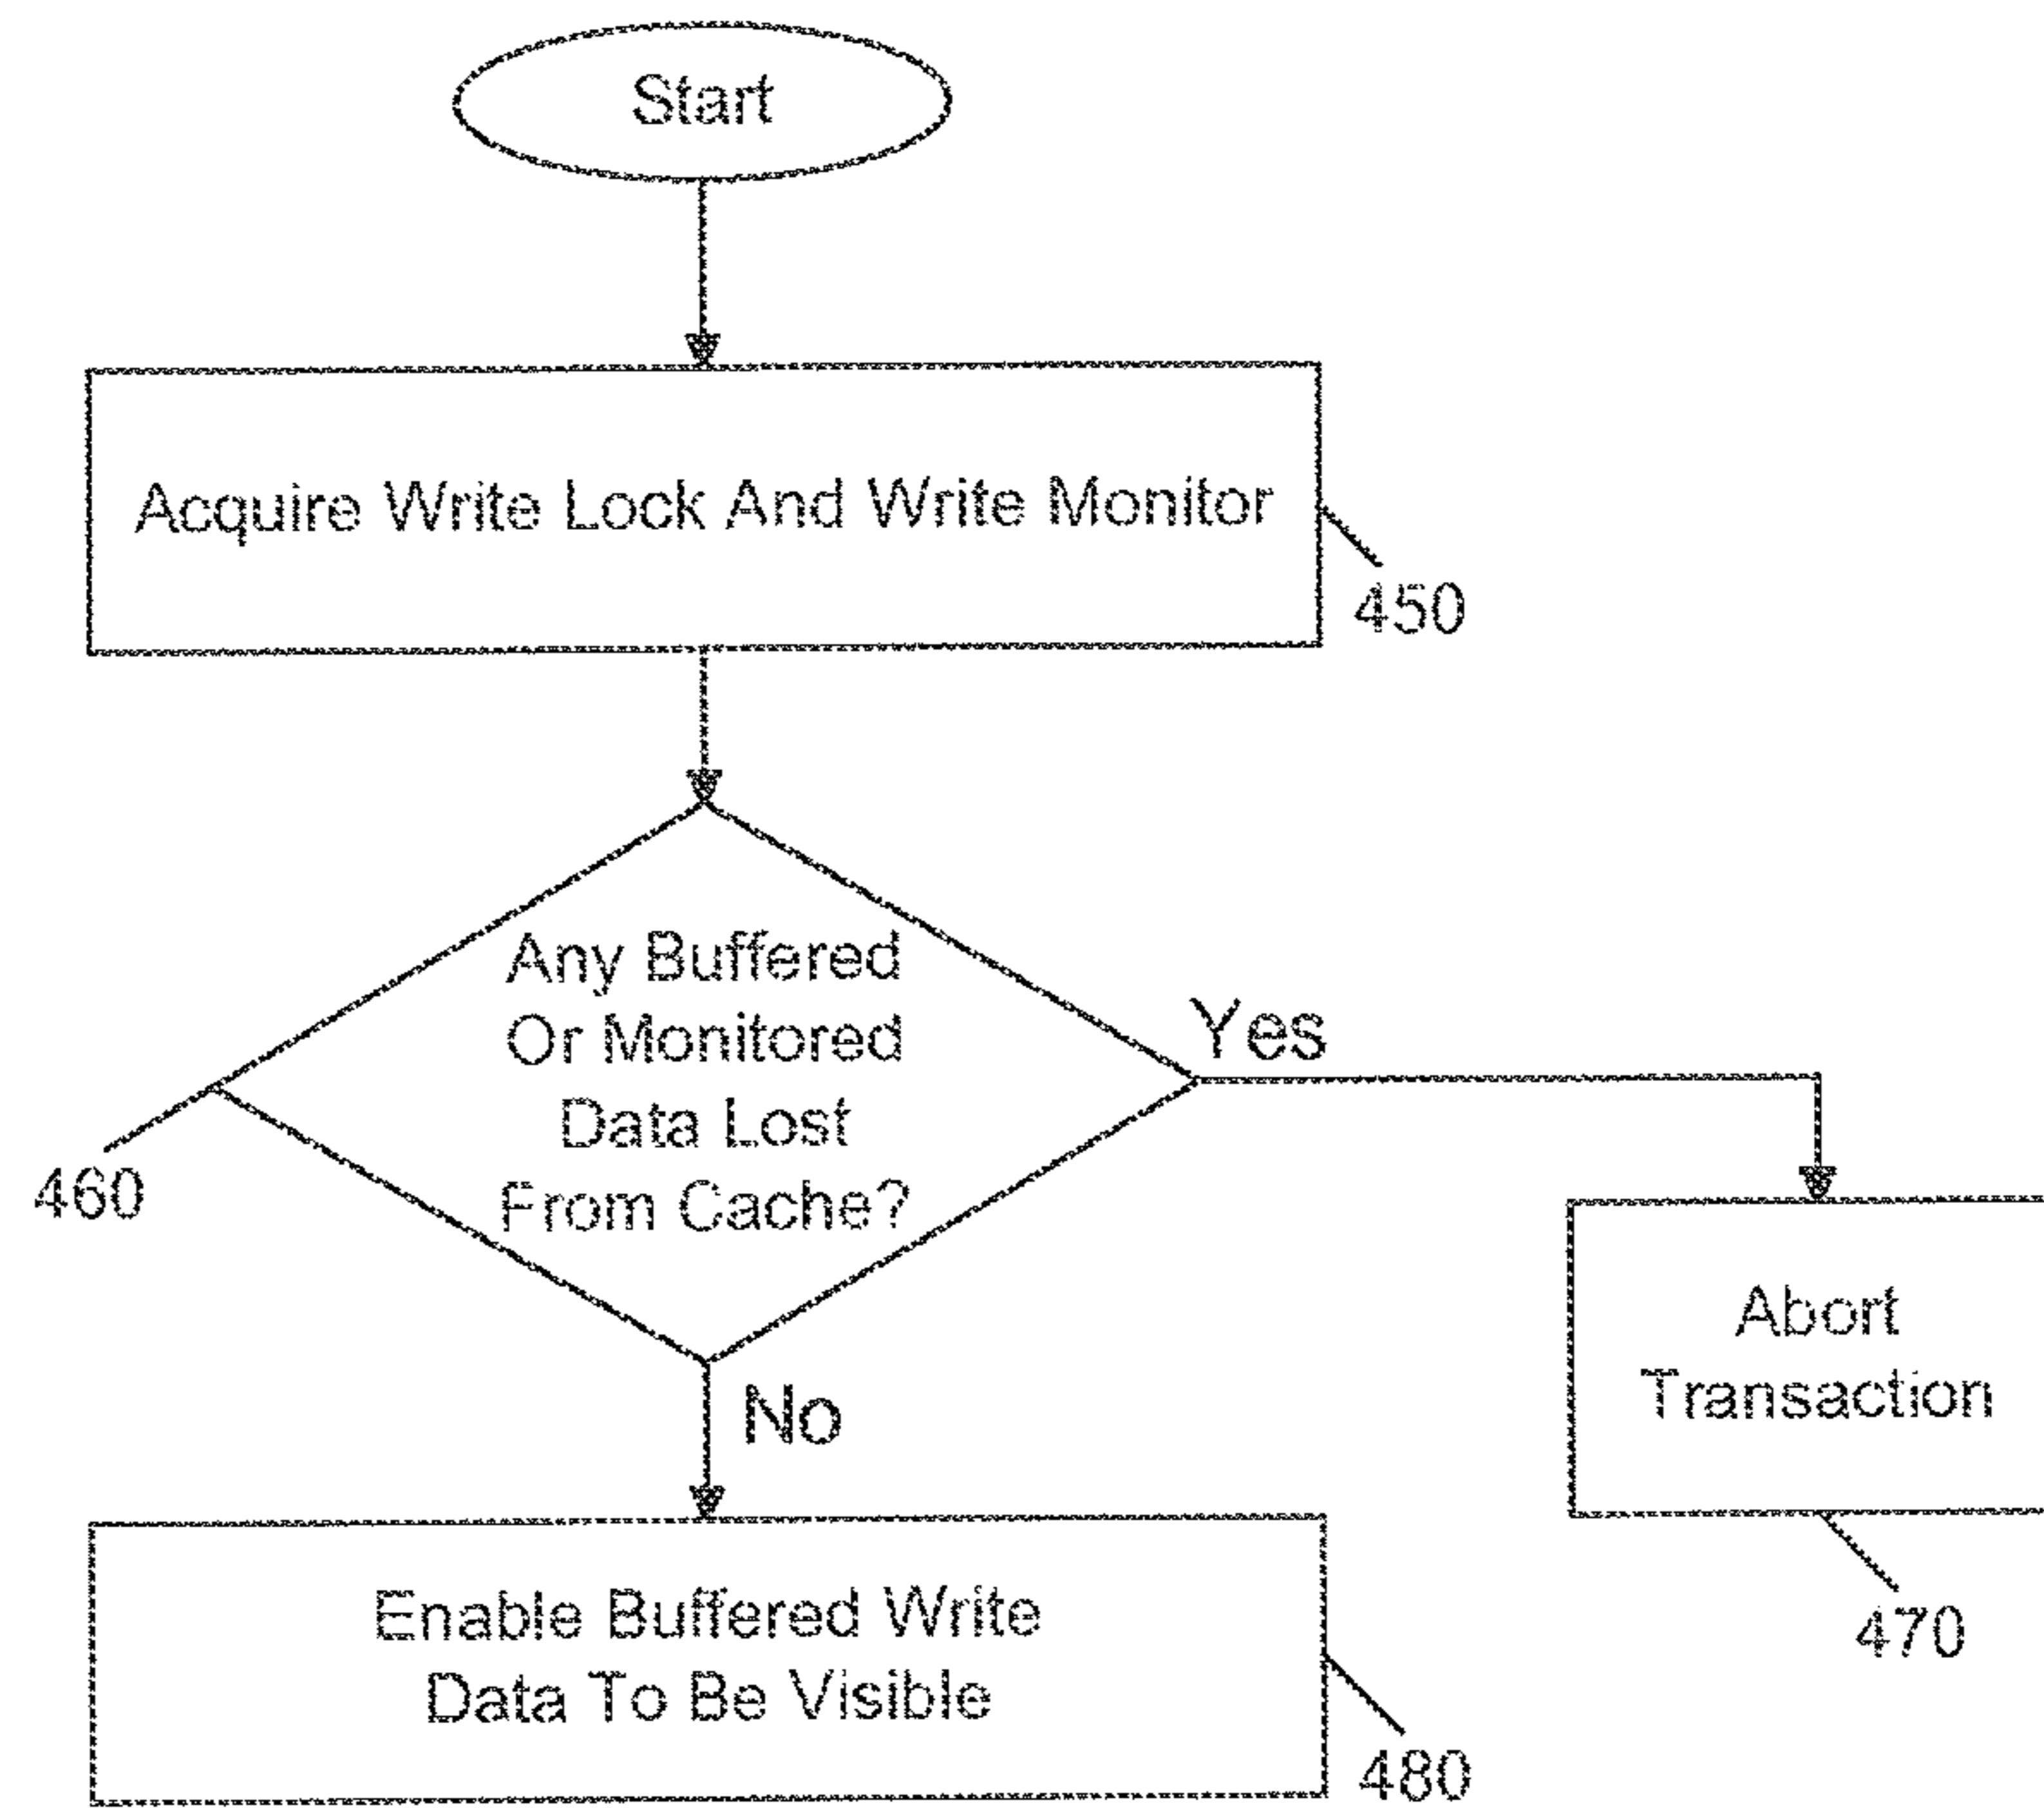 Start
Acquire Write Lock And Write Monitor
450
Any Buffered
Or Monitored
Data Lost
From Cache?
Yes
460
Abort
Transaction
470
No
Enable Buffered Write
Data To Be Visible
480